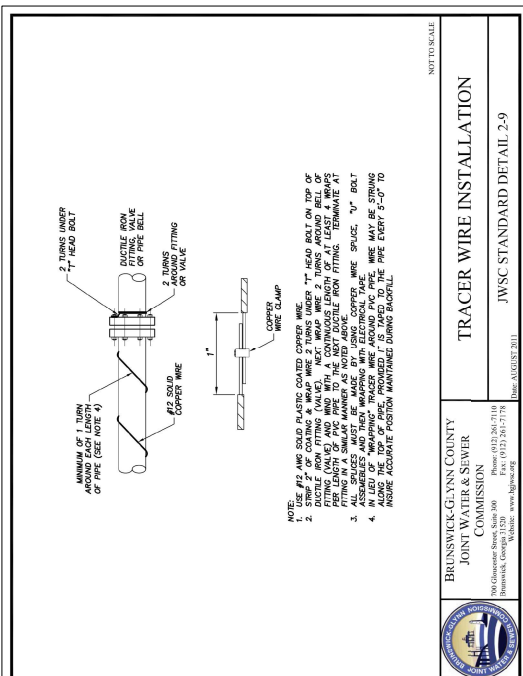 2 TURNS UNDER
"T" HEAD BOLT
MINIMUM OF 1 TURN
AROUND EACH LENGTH
OF PIPE (SEE NOTE 4)
DUCTILE IRON
FITTING, VALVE
OR PIPE BELL
#12 SOLID
COPPER WIRE
2 TURNS
AROUND FITTING
OR VALVE
1"
COPPER
WIRE CLAMP
NOTE:
1. USE #12 AWG SOLID PLASTIC COATED COPPER WIRE.
2. STRIP 2" OF COATING & WRAP WIRE 2 TURNS UNDER "T" HEAD BOLT ON TOP OF
DUCTILE IRON FITTING (VALVE). NEXT WRAP WIRE 2 TURNS AROUND BELL OF
FITTING (VALVE) AND WIND WITH A CONTINUOUS LENGTH OF AT LEAST 4 WRAPS
PER LENGTH OF PVC PIPE TO THE NEXT DUCTILE IRON FITTING. TERMINATE AT
FITTING IN A SIMILAR MANNER AS NOTED ABOVE.
3. ALL SPLICES MUST BE MADE BY USING COPPER WIRE SPLICE, "U" BOLT
ASSEMEBLIES AND THEN WRAPPING WITH ELECTRICAL TAPE.
4. IN LIEU OF "WRAPPING" TRACER WIRE AROUND PVC PIPE, WIRE MAY BE STRUNG
ALONG THE TOP OF PIPE, PROVIDED IT IS TAPED TO THE PIPE EVERY 5'-0" TO
INSURE ACCURATE POSITION MAINTAINED DURING BACKFILL.
NOT TO SCALE
BRUNSWICK-GLYNN
JOINT WATER & SEWER
COMMISSION
BRUNSWICK-GLYNN COUNTY
JOINT WATER & SEWER
COMMISSION
700 Gloucester Street, Suite 300 Phone: (912) 261-7110
Brunswick, Georgia 31520 Fax: (912) 261-7178
Website: www.bgjwsc.org
TRACER WIRE INSTALLATION
JWSC STANDARD DETAIL 2-9
Date: AUGUST 2011